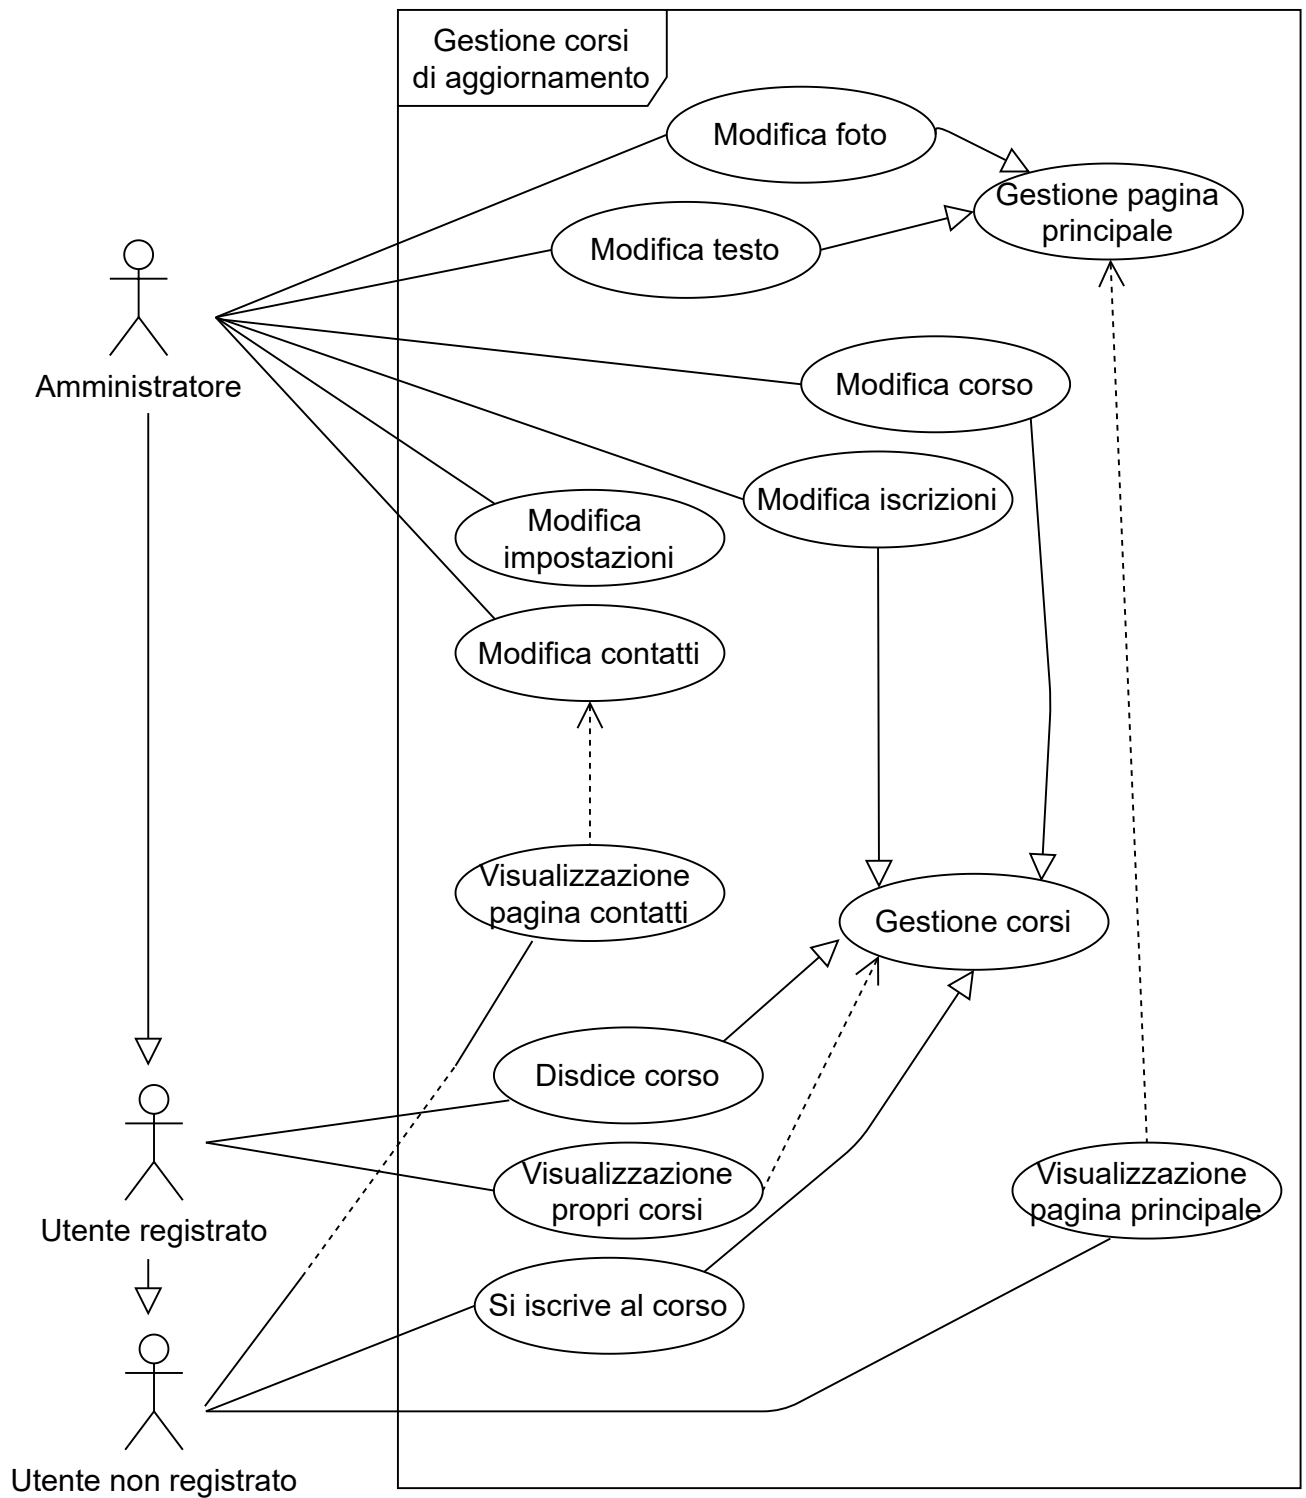 Gestione corsi
di aggiornamento
Modifica foto
Gestione pagina
principale
Modifica testo
Amministratore
Modifica corso
Modifica iscrizioni
Modifica
impostazioni
Modifica contatti
Visualizzazione
pagina contatti
Gestione corsi
Disdice corso
Visualizzazione
propri corsi
Visualizzazione
pagina principale
Utente registrato
Si iscrive al corso
Utente non registrato